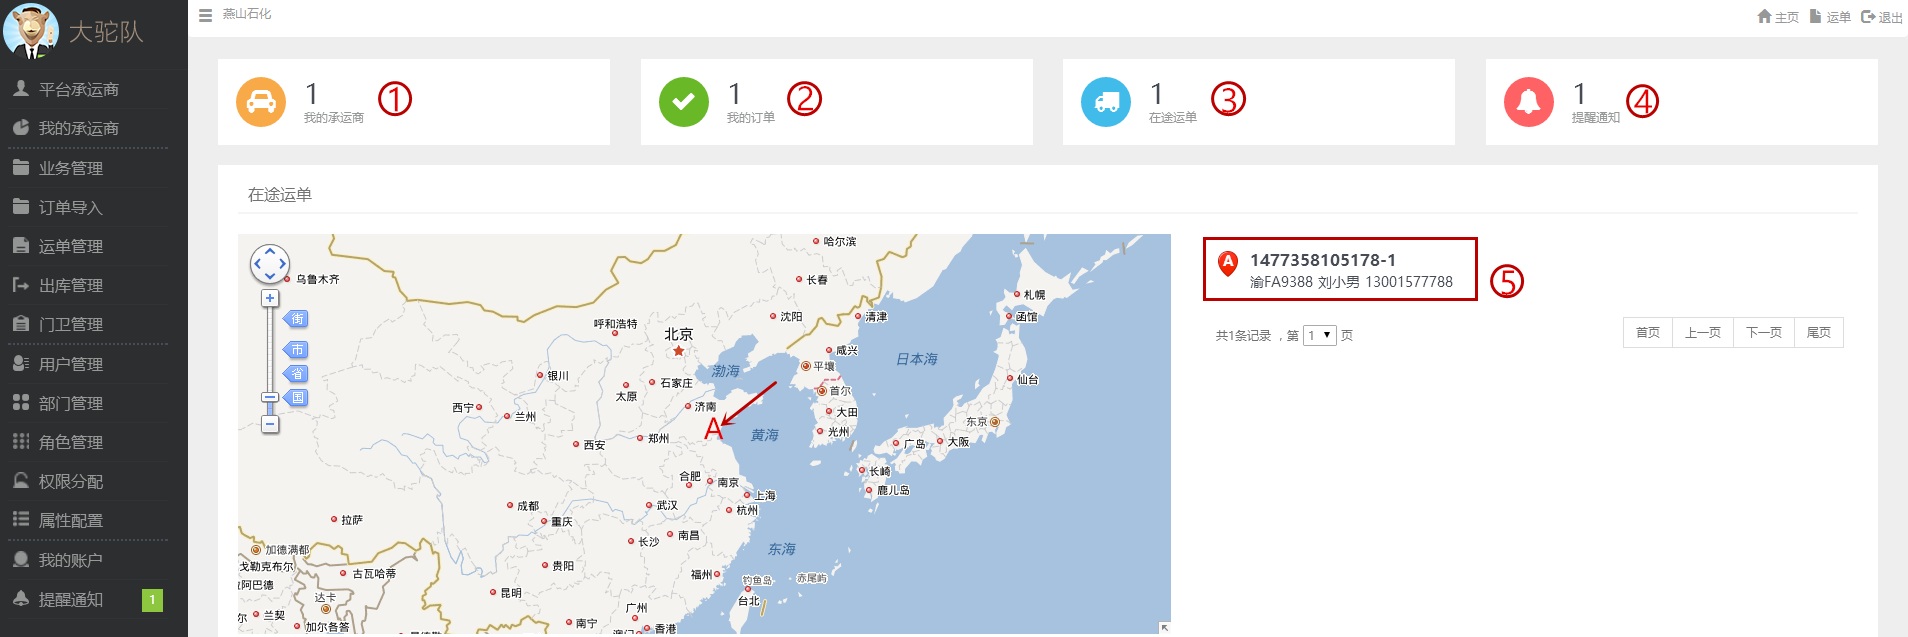 大驼队
燕山石化
主页 运单 退出
平台承运商
我的承运商
业务管理
订单导入
运单管理
出库管理
门卫管理
用户管理
部门管理
角色管理
权限分配
属性配置
我的账户
提醒通知 1
1
我的承运商
①
1
我的订单
②
1
在途运单
③
1
提醒通知
④
在途运单
哈尔滨
乌鲁木齐
长春
札幌
呼和浩特
沈阳
清津
函馆
北京
咸兴
日本海
渤海
平壤
银川
石家庄
仙台
太原
首尔
西宁
兰州
济南
大田
东京
A
黄海
光州
郑州
西安
广岛
大阪
长崎
合肥
南京
鹿儿岛
上海
成都
武汉
杭州
拉萨
重庆
南昌
长沙
东海
加德满都
戈勒克布尔
贵阳
古瓦哈蒂
福州
钓鱼岛
赤尾屿
阿巴德
昆明
达卡
台北
兰契
广州
加尔各答
南宁
澳门
香港
街
市
省
国
A
1477358105178-1
渝FA9388 刘小男 13001577788
⑤
共1条记录 ，第 1 页
首页 上一页 下一页 尾页